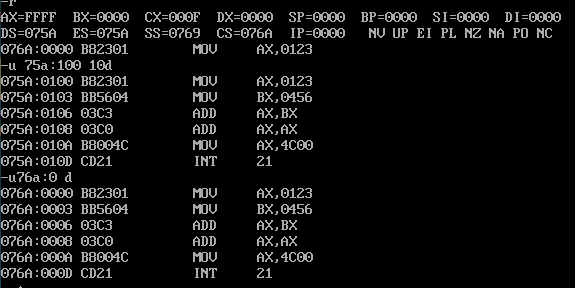 -r
AX=FFFF BX=0000 CX=000F DX=0000 SP=0000 BP=0000 SI=0000 DI=0000
DS=075A ES=075A SS=0769 CS=076A IP=0000 NV UP EI PL NZ NA PO NC
076A:0000 B82301 MOV AX,0123
-u 75a:100 10d
075A:0100 B82301 MOV AX,0123
075A:0103 BB5604 MOV BX,0456
075A:0106 03C3 ADD AX,BX
075A:0108 03C0 ADD AX,AX
075A:010A B8004C MOV AX,4C00
075A:010D CD21 INT 21
-u76a:0 d
076A:0000 B82301 MOV AX,0123
076A:0003 BB5604 MOV BX,0456
076A:0006 03C3 ADD AX,BX
076A:0008 03C0 ADD AX,AX
076A:000A B8004C MOV AX,4C00
076A:000D CD21 INT 21